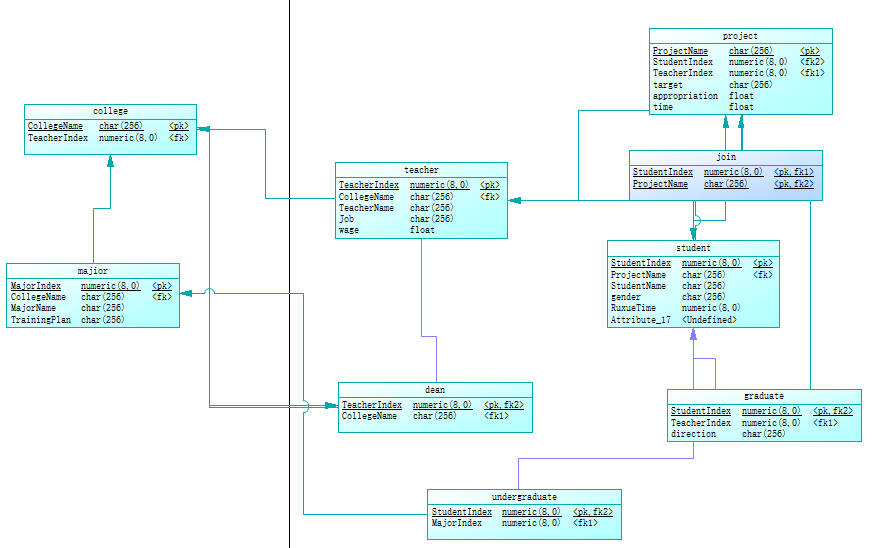 project
ProjectName char(256) <pk>
StudentIndex numeric(8,0) <fk2>
TeacherIndex numeric(8,0) <fk1>
target char(256)
appropriation float
time float
college
CollegeName char(256) <pk>
TeacherIndex numeric(8,0) <fk>
join
StudentIndex numeric(8,0) <pk,fk1>
ProjectName char(256) <pk,fk2>
teacher
TeacherIndex numeric(8,0) <pk>
CollegeName char(256) <fk>
TeacherName char(256)
Job char(256)
wage float
student
StudentIndex numeric(8,0) <pk>
ProjectName char(256) <fk>
StudentName char(256)
gender char(256)
RuxueTime numeric(8,0)
Attribute_17 <Undefined>
majior
MajorIndex numeric(8,0) <pk>
CollegeName char(256) <fk>
MajorName char(256)
TrainingPlan char(256)
dean
TeacherIndex numeric(8,0) <pk,fk2>
CollegeName char(256) <fk1>
graduate
StudentIndex numeric(8,0) <pk,fk2>
TeacherIndex numeric(8,0) <fk1>
direction char(256)
undergraduate
StudentIndex numeric(8,0) <pk,fk2>
MajorIndex numeric(8,0) <fk1>